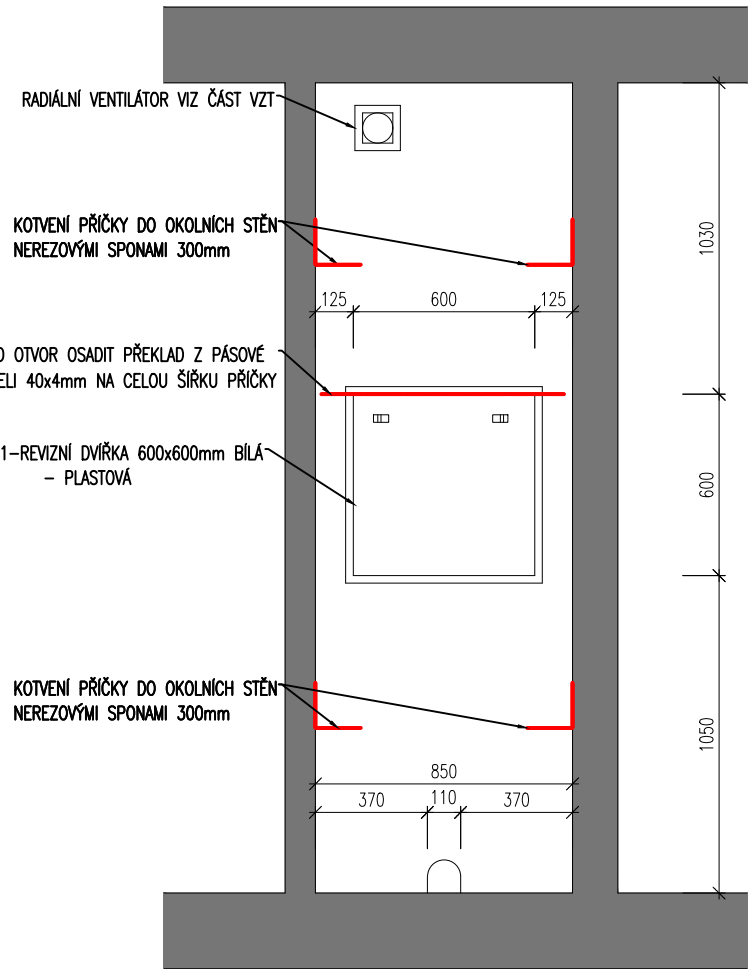 RADIÁLNÍ VENTILÁTOR VIZ ČÁST VZT
KOTVENÍ PŘÍČKY DO OKOLNÍCH STĚN
NEREZOVÝMI SPONAMI 300mm
1030
125 600 125
OTVOR OSADIT PŘEKLAD Z PÁSOVÉ
40x4mm NA CELOU ŠÍŘKU PŘÍČKY
1-REVIZNÍ DVÍŘKA 600x600mm BÍLÁ
- PLASTOVÁ
600
KOTVENÍ PŘÍČKY DO OKOLNÍCH STĚN
NEREZOVÝMI SPONAMI 300mm
1050
850
370 110 370